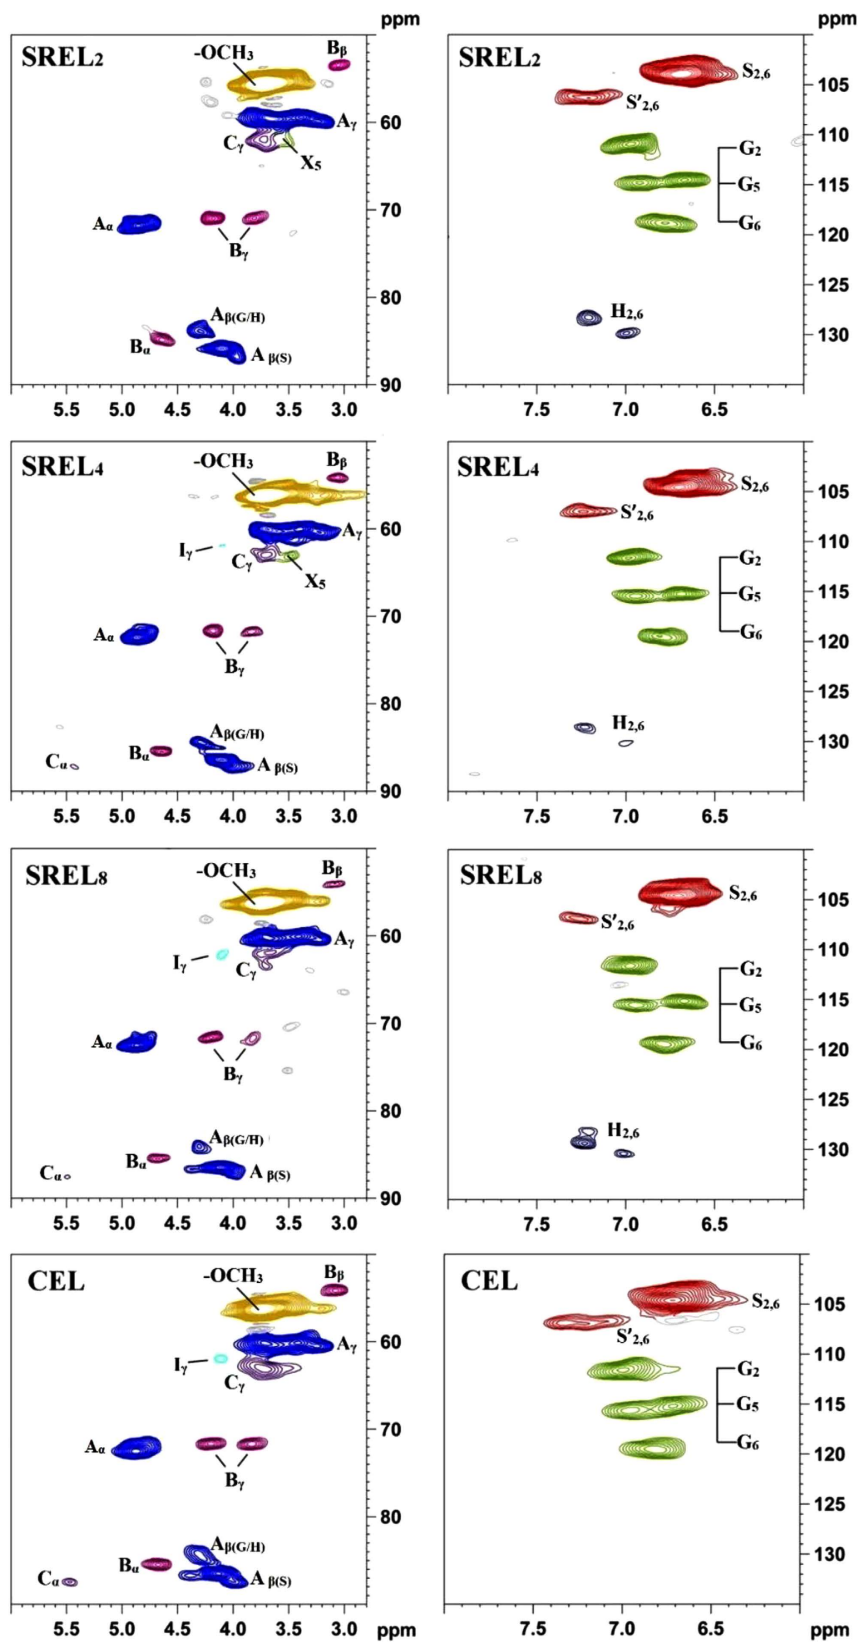 ppm
SREL2
-OCH3
Bβ
Aγ
Cγ
X5
Aα
Bγ
Aβ(G/H)
Bα
A β(S)
60
70
80
90
5.5 5.0 4.5 4.0 3.5 3.0
ppm
SREL2
S2,6
S'2,6
G2
G5
G6
H2,6
105
110
115
120
125
130
7.5 7.0 6.5
SREL4
-OCH3
Bβ
Aγ
Iγ
Cγ
X5
Aα
Bγ
Aβ(G/H)
Bα
Cα
A β(S)
60
70
80
90
5.5 5.0 4.5 4.0 3.5 3.0
SREL4
S2,6
S'2,6
G2
G5
G6
H2,6
105
110
115
120
125
130
7.5 7.0 6.5
SREL8
-OCH3
Bβ
Aγ
Iγ
Cγ
Aα
Bγ
Aβ(G/H)
Bα
Cα
A β(S)
60
70
80
90
5.5 5.0 4.5 4.0 3.5 3.0
SREL8
S2,6
S'2,6
G2
G5
G6
H2,6
105
110
115
120
125
130
7.5 7.0 6.5
CEL
-OCH3
Bβ
Aγ
Iγ
Cγ
Aα
Bγ
Aβ(G/H)
Bα
Cα
A β(S)
60
70
80
5.5 5.0 4.5 4.0 3.5 3.0 ppm
CEL
S2,6
S'2,6
G2
G5
G6
105
110
115
120
125
130
7.5 7.0 6.5 ppm